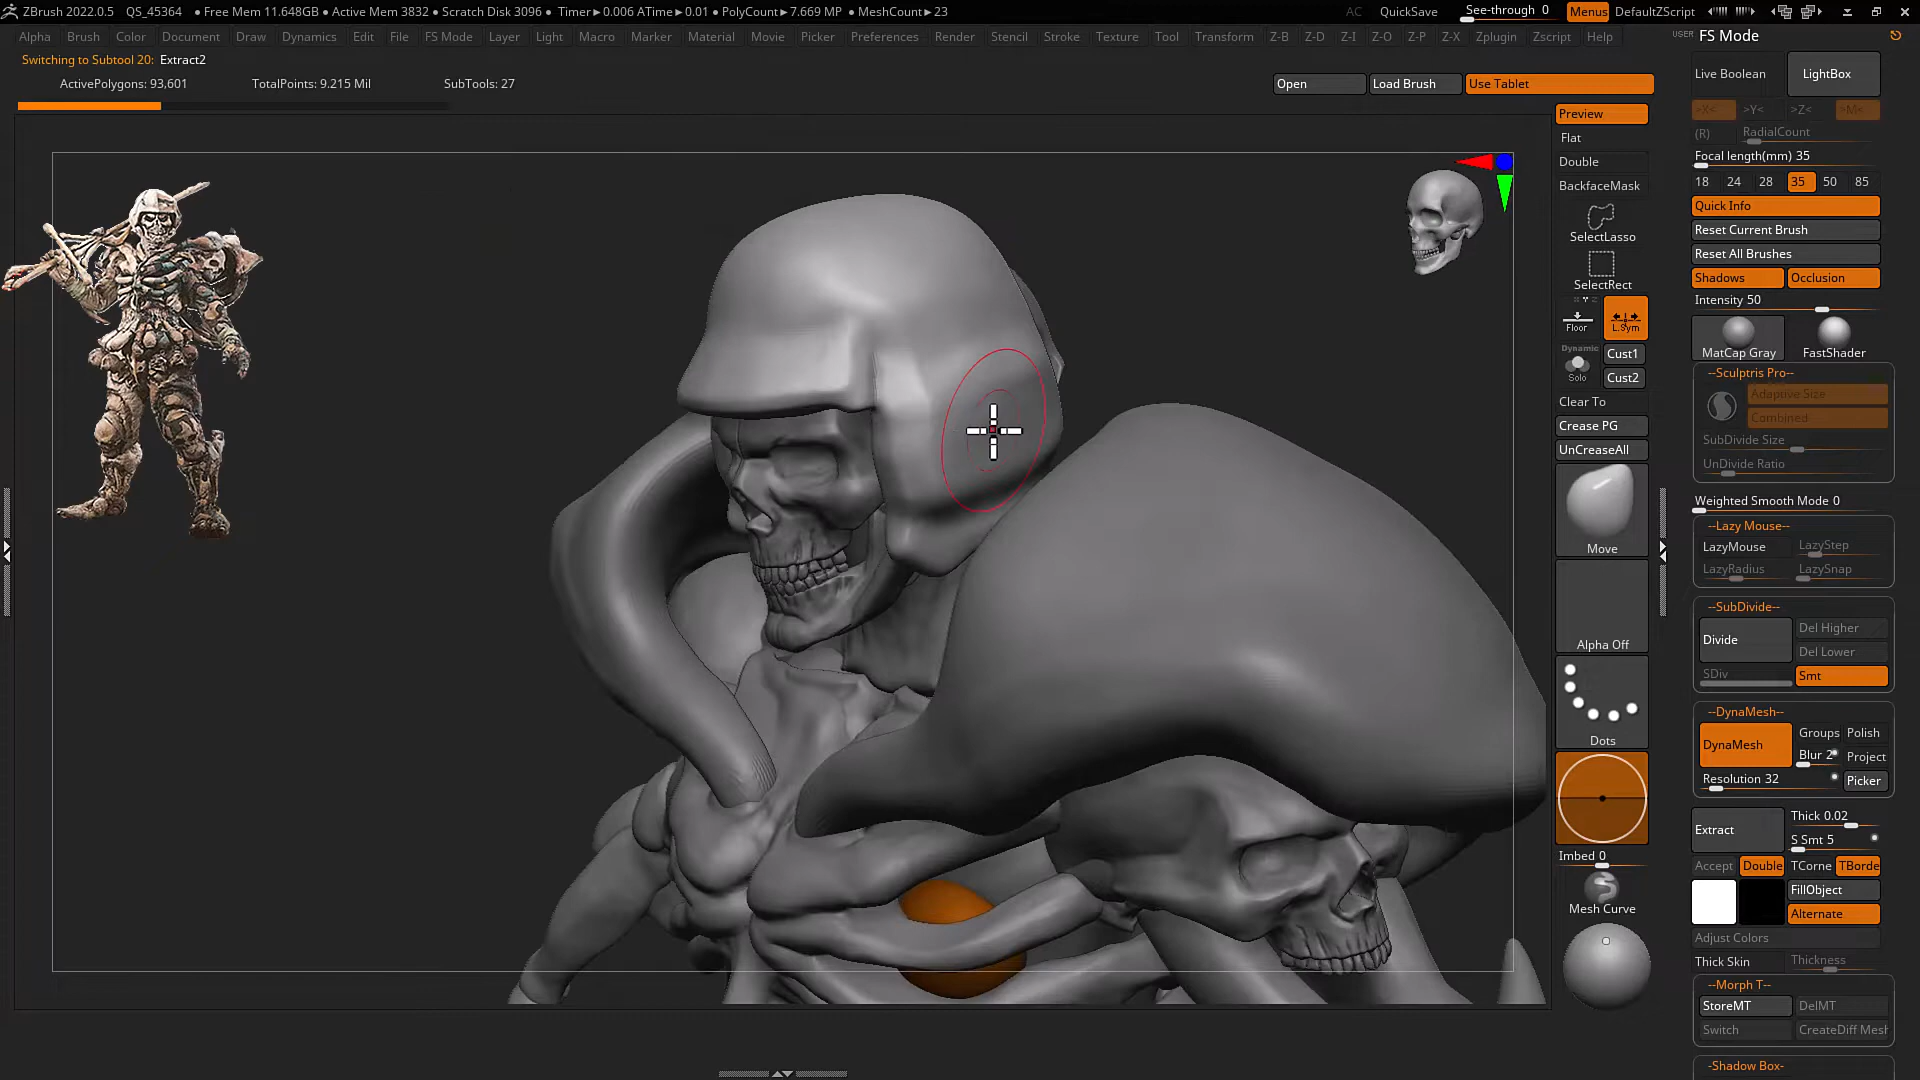 ZBrush 2022.0.5 QS_45364 ● Free Mem 11.648GB ● Active Mem 3832 ● Scratch Disk 3096 ● Timer►0.006 ATime►0.01 ● PolyCount►7.669 MP ● MeshCount►23 AC QuickSave See-through 0 Menus DefaultZScript
Alpha Brush Color Document Draw Dynamics Edit File FS Mode Layer Light Macro Marker Material Movie Picker Preferences Render Stencil Stroke Texture Tool Transform Z-B Z-D Z-I Z-O Z-P Z-X Zplugin Zscript Help
USER FS Mode
Switching to Subtool 20: Extract2
ActivePolygons: 93,601 TotalPoints: 9.215 Mil SubTools: 27
Open Load Brush Use Tablet
Preview
Flat
Double
BackfaceMask
SelectLasso
SelectRect
Floor L.Sym
Dynamic
Solo
Cust1
Cust2
Clear To
Crease PG
UnCreaseAll
Move
Alpha Off
Dots
Imbed 0
Mesh Curve
Live Boolean LightBox
>X< >Y< >Z< >M<
(R) RadialCount
Focal length(mm) 35
18 24 28 35 50 85
Quick Info
Reset Current Brush
Reset All Brushes
Shadows Occlusion
Intensity 50
MatCap Gray FastShader
--Sculptris Pro--
Adaptive Size
Combined
SubDivide Size
UnDivide Ratio
Weighted Smooth Mode 0
--Lazy Mouse--
LazyMouse LazyStep
LazyRadius LazySnap
--SubDivide--
Divide Del Higher
Del Lower
SDiv Smt
--DynaMesh--
DynaMesh Groups Polish
Blur 2 Project
Resolution 32 Picker
Extract Thick 0.02
S Smt 5
Accept Double TCorne TBorde
FillObject
Alternate
Adjust Colors
Thick Skin Thickness
--Morph T--
StoreMT DelMT
Switch CreateDiff Mesh
--Shadow Box-